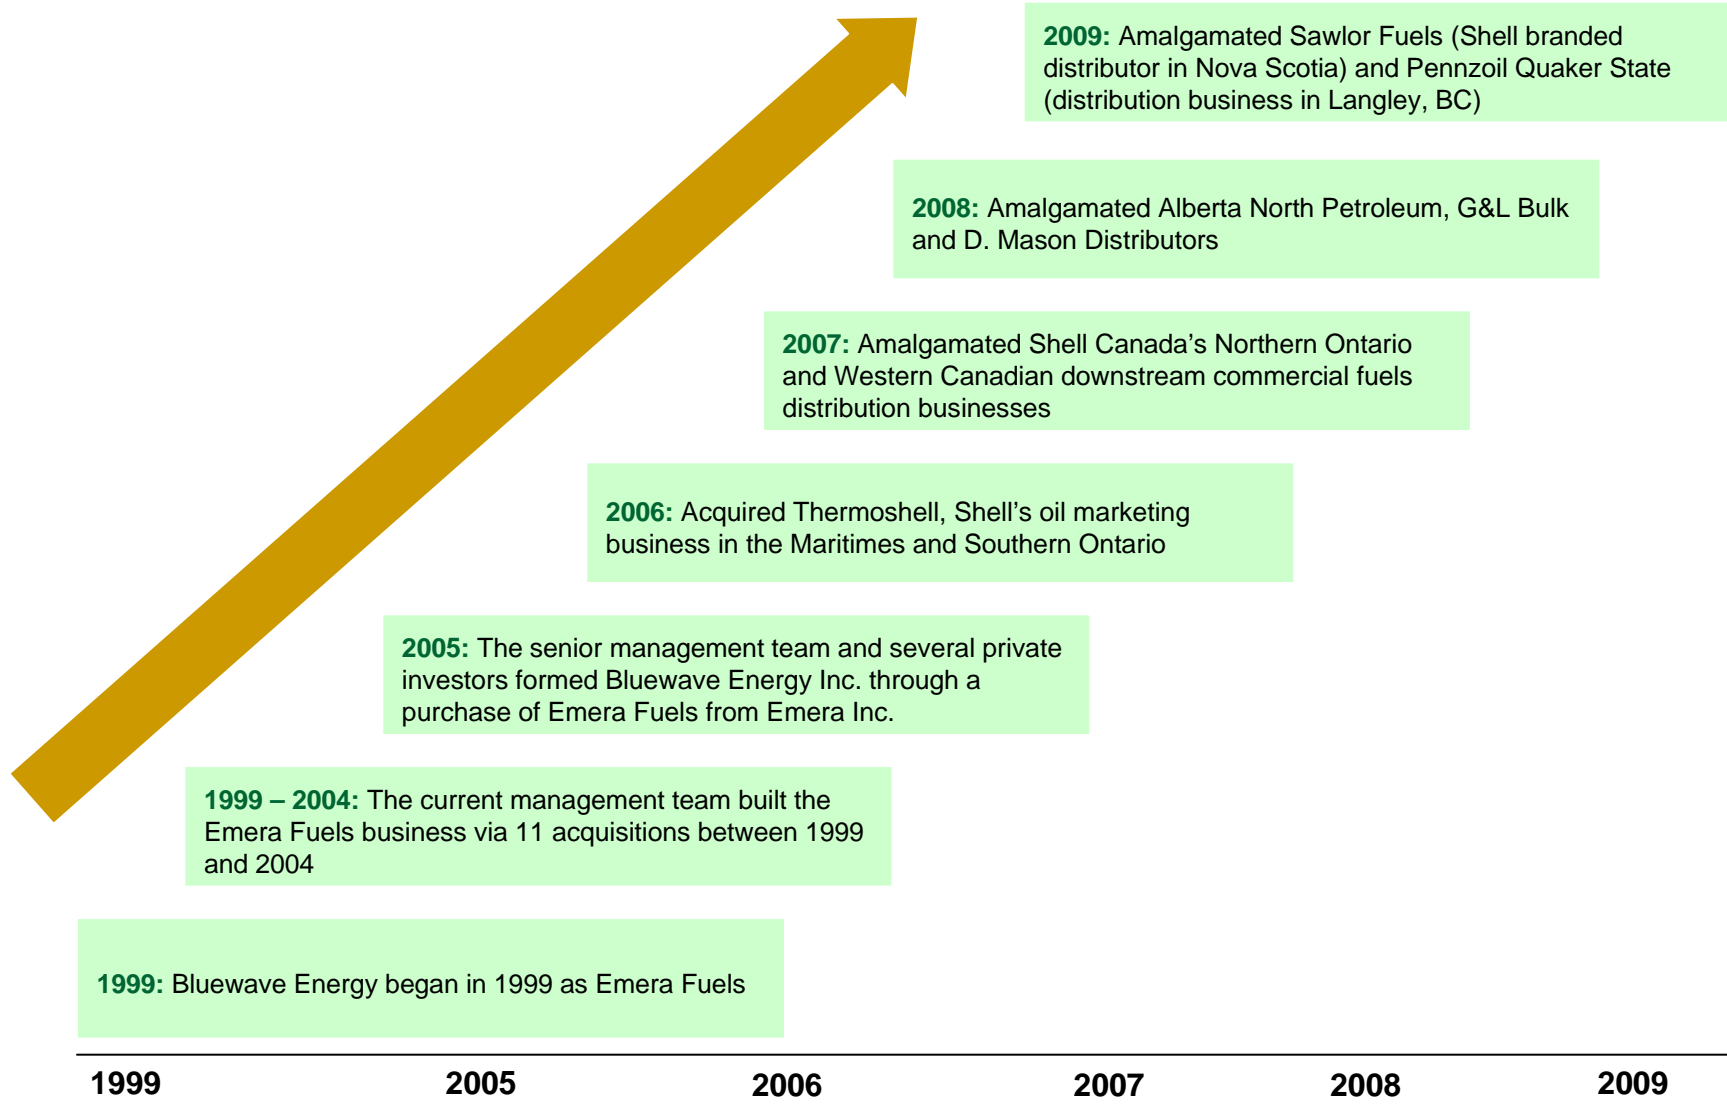 2009: Amalgamated Sawlor Fuels (Shell branded
distributor in Nova Scotia) and Pennzoil Quaker State
(distribution business in Langley, BC)
2008: Amalgamated Alberta North Petroleum, G&L Bulk
and D. Mason Distributors
2007: Amalgamated Shell Canada’s Northern Ontario
and Western Canadian downstream commercial fuels
distribution businesses
2006: Acquired Thermoshell, Shell’s oil marketing
business in the Maritimes and Southern Ontario
2005: The senior management team and several private
investors formed Bluewave Energy Inc. through a
purchase of Emera Fuels from Emera Inc.
1999 – 2004: The current management team built the
Emera Fuels business via 11 acquisitions between 1999
and 2004
1999: Bluewave Energy began in 1999 as Emera Fuels
1999 2005 2006 2007 2008 2009